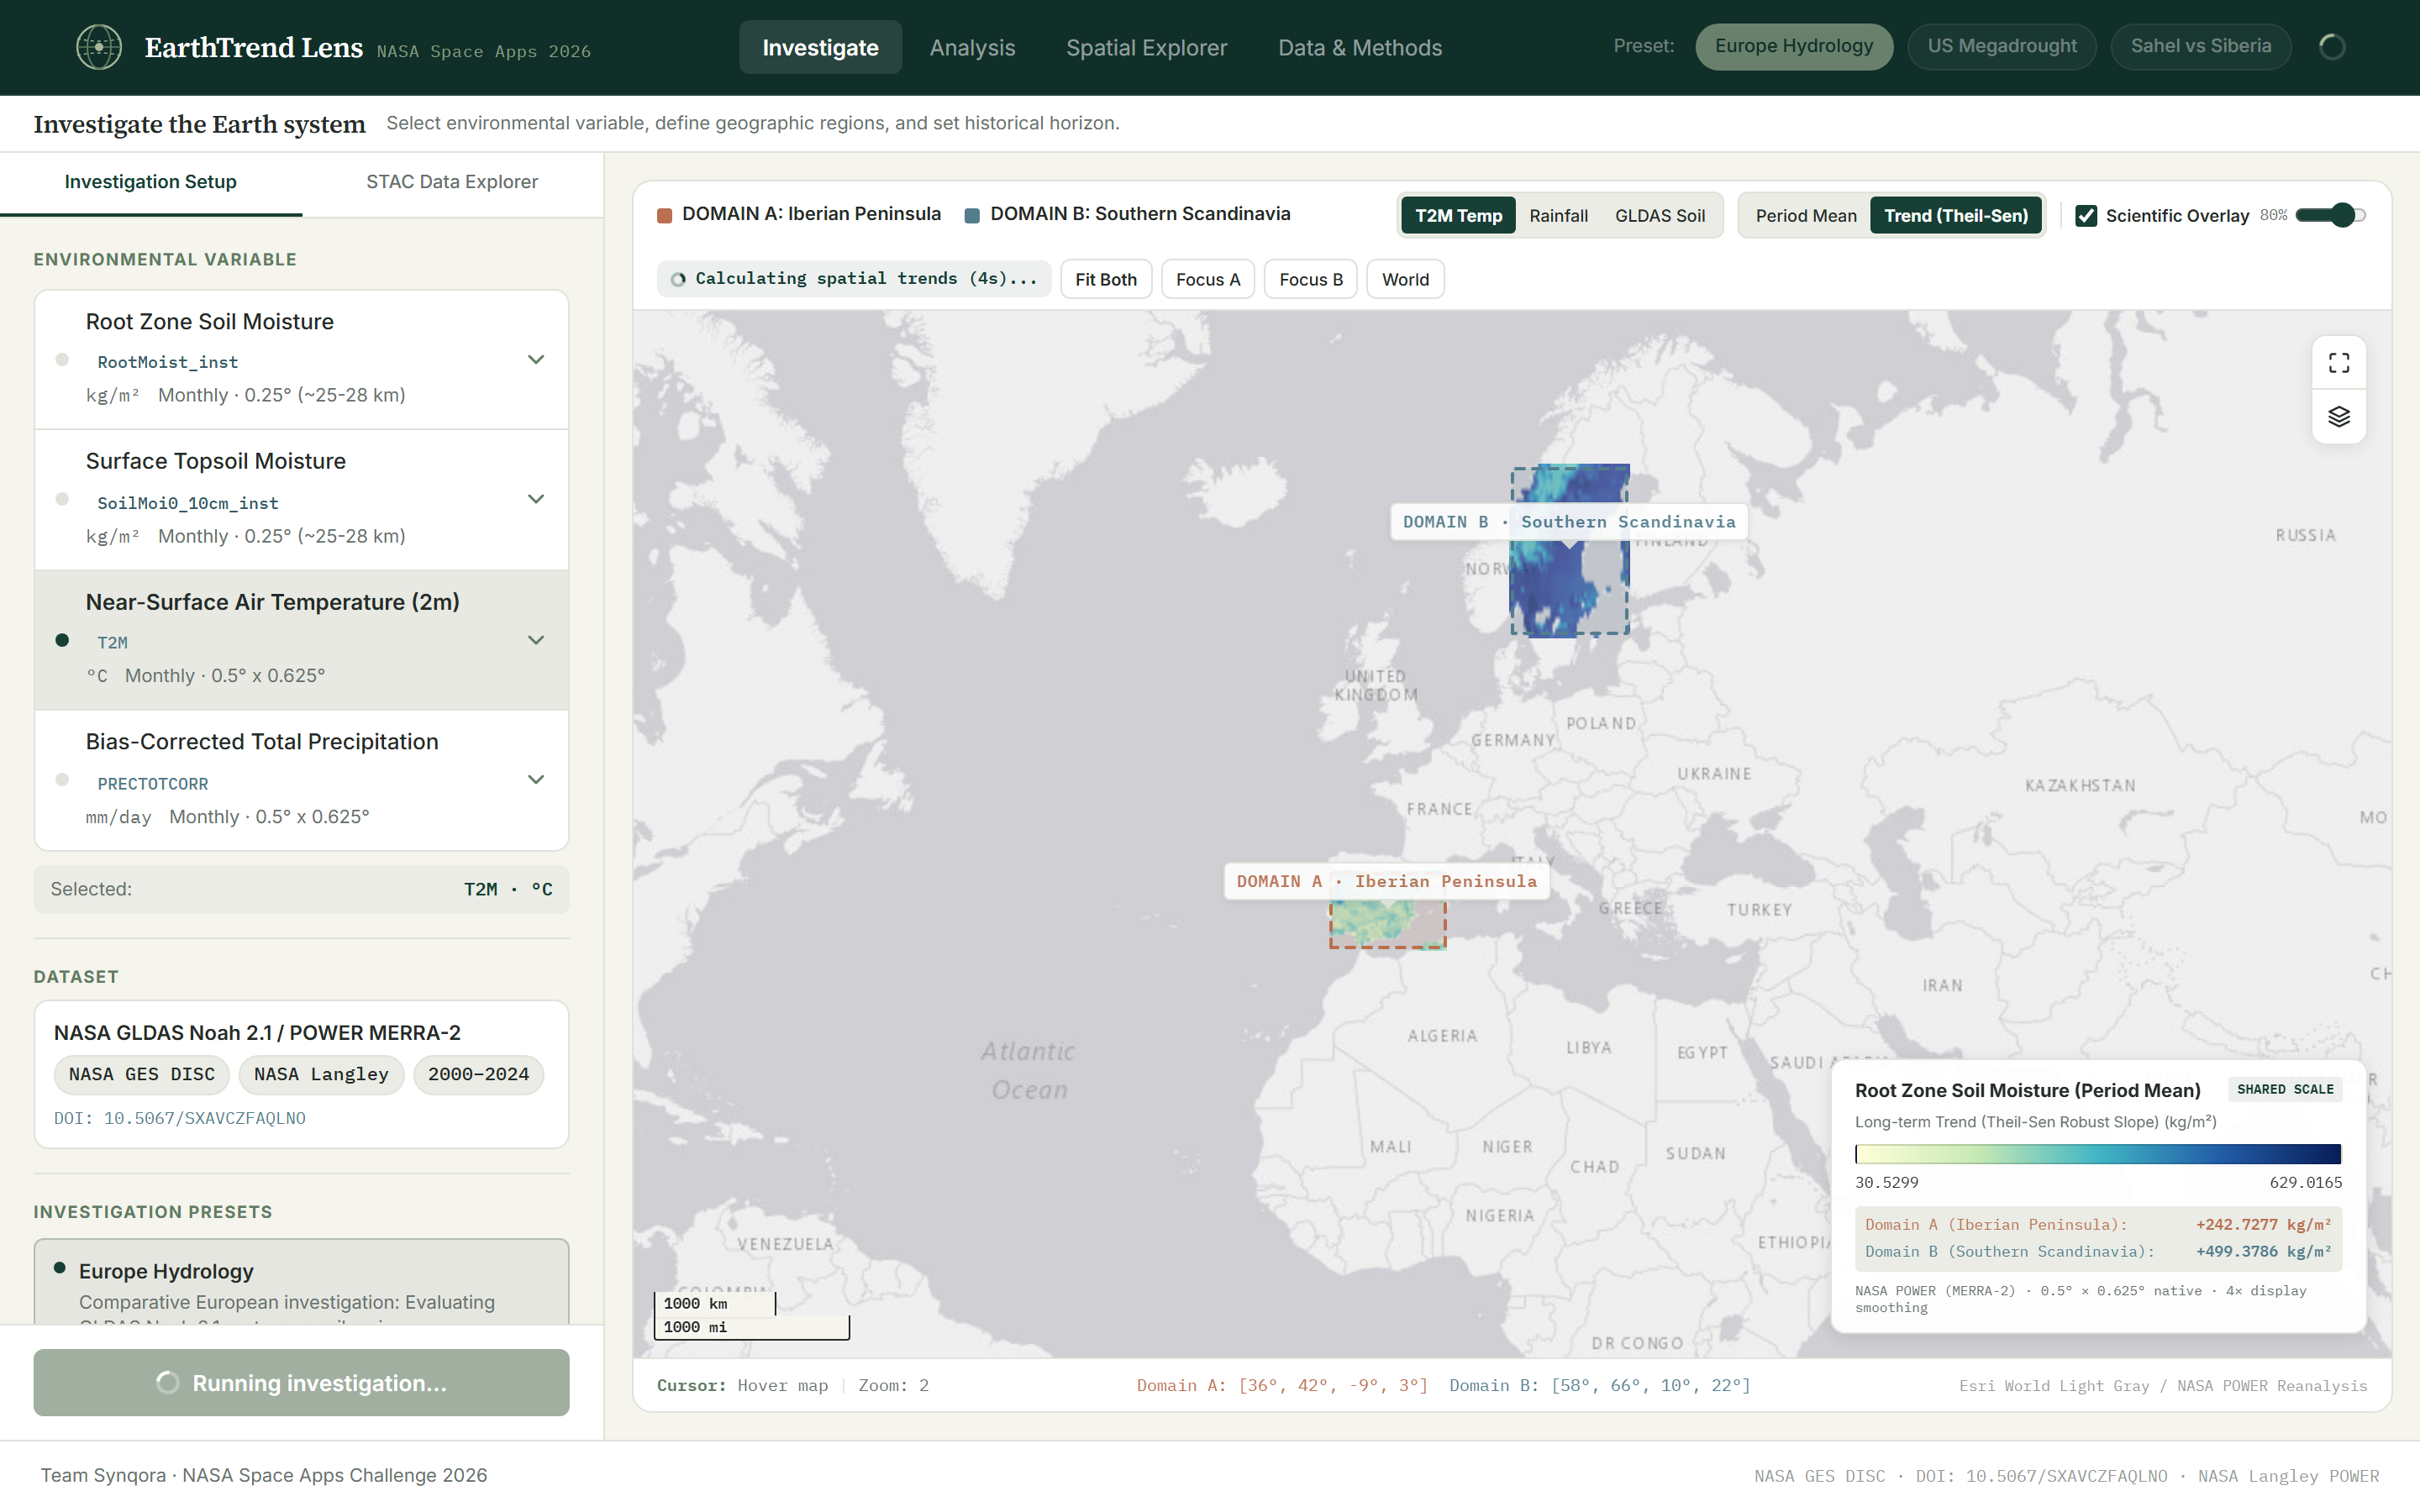 EarthTrend Lens NASA Space Apps 2026
Investigate Analysis Spatial Explorer Data & Methods
Preset: Europe Hydrology US Megadrought Sahel vs Siberia
Investigate the Earth system Select environmental variable, define geographic regions, and set historical horizon.
Investigation Setup STAC Data Explorer
ENVIRONMENTAL VARIABLE
Root Zone Soil Moisture
RootMoist_inst
kg/m² Monthly · 0.25° (~25-28 km)
Surface Topsoil Moisture
SoilMoi0_10cm_inst
kg/m² Monthly · 0.25° (~25-28 km)
Near-Surface Air Temperature (2m)
T2M
°C Monthly · 0.5° x 0.625°
Bias-Corrected Total Precipitation
PRECTOTCORR
mm/day Monthly · 0.5° x 0.625°
Selected: T2M · °C
DATASET
NASA GLDAS Noah 2.1 / POWER MERRA-2
NASA GES DISC NASA Langley 2000–2024
DOI: 10.5067/SXAVCZFAQLNO
INVESTIGATION PRESETS
Europe Hydrology
Comparative European investigation: Evaluating
Running investigation...
DOMAIN A: Iberian Peninsula DOMAIN B: Southern Scandinavia
T2M Temp Rainfall GLDAS Soil Period Mean Trend (Theil-Sen) Scientific Overlay 80%
Calculating spatial trends (4s)... Fit Both Focus A Focus B World
DOMAIN B · Southern Scandinavia
RUSSIA
FINLAND
NORW
UNITED
KINGDOM
POLAND
GERMANY
UKRAINE
KAZAKHSTAN
FRANCE
MO
ITALY
DOMAIN A · Iberian Peninsula
GREECE
TURKEY
CH
IRAN
ALGERIA
LIBYA
EGYPT
SAUDI ARABIA
Atlantic
Ocean
MALI
NIGER
CHAD
SUDAN
NIGERIA
VENEZUELA
ETHIOPI
COLOMBIA
DR CONGO
1000 km
1000 mi
Root Zone Soil Moisture (Period Mean) SHARED SCALE
Long-term Trend (Theil-Sen Robust Slope) (kg/m²)
30.5299 629.0165
Domain A (Iberian Peninsula): +242.7277 kg/m²
Domain B (Southern Scandinavia): +499.3786 kg/m²
NASA POWER (MERRA-2) · 0.5° × 0.625° native · 4× display
smoothing
Cursor: Hover map | Zoom: 2 Domain A: [36°, 42°, -9°, 3°] Domain B: [58°, 66°, 10°, 22°] Esri World Light Gray / NASA POWER Reanalysis
Team Synqora · NASA Space Apps Challenge 2026 NASA GES DISC · DOI: 10.5067/SXAVCZFAQLNO · NASA Langley POWER